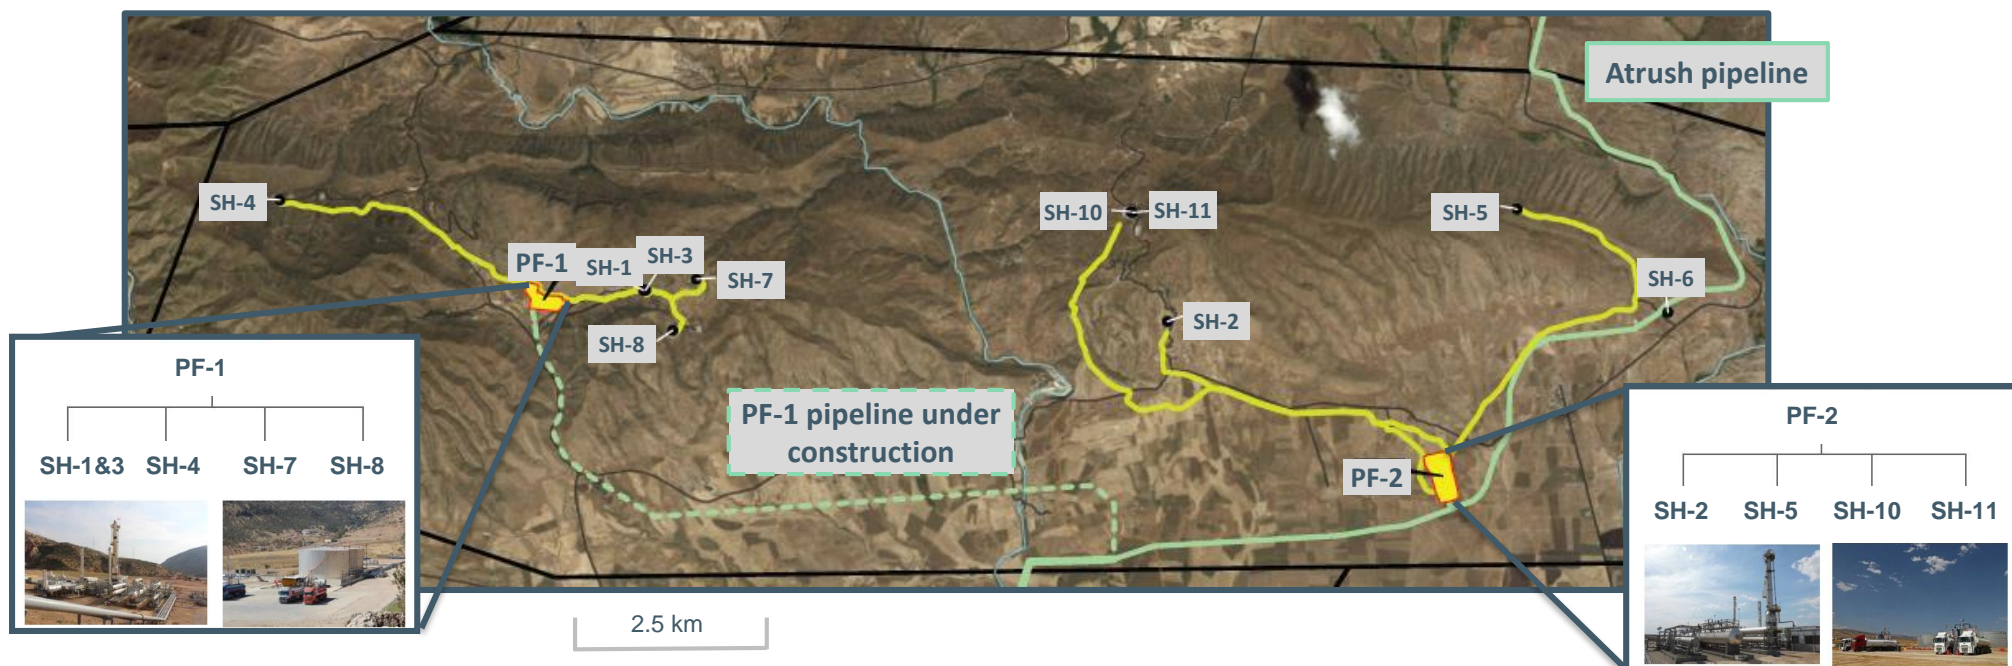 Atrush pipeline
SH-4
SH-10
SH-11
SH-5
PF-1
SH-1
SH-3
SH-7
SH-6
SH-8
SH-2
PF-1 pipeline under
construction
PF-2
PF-1
SH-1&3 SH-4 SH-7 SH-8
PF-2
SH-2 SH-5 SH-10 SH-11
2.5 km